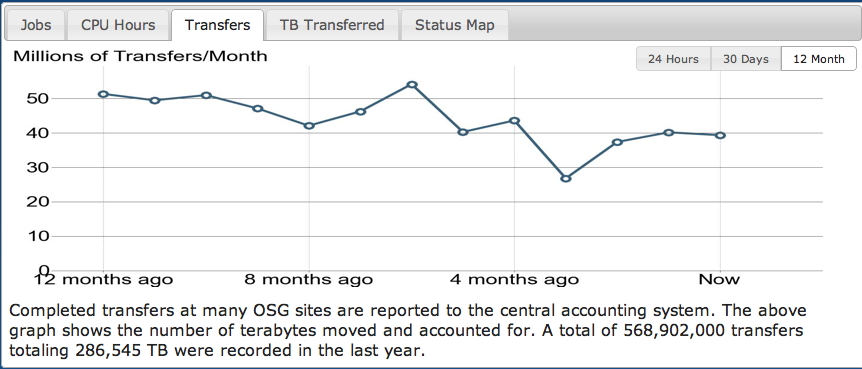 Jobs CPU Hours Transfers TB Transferred Status Map
Millions of Transfers/Month
24 Hours 30 Days 12 Month
50
40
30
20
10
0
12 months ago 8 months ago 4 months ago Now
Completed transfers at many OSG sites are reported to the central accounting system. The above
graph shows the number of terabytes moved and accounted for. A total of 568,902,000 transfers
totaling 286,545 TB were recorded in the last year.